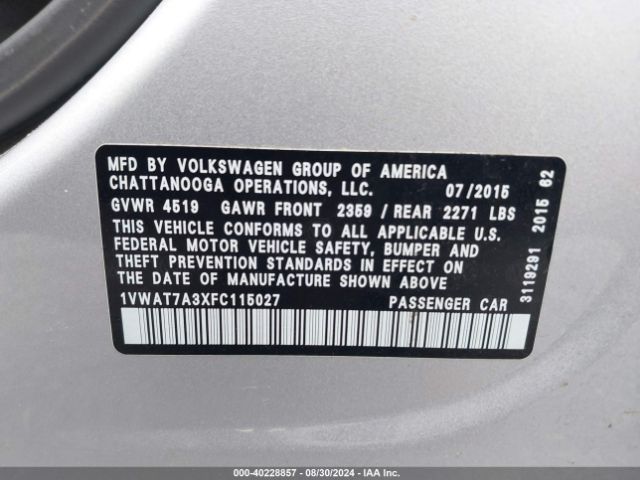 MFD BY VOLKSWAGEN GROUP OF AMERICA
CHATTANOOGA OPERATIONS, LLC. 07/2015
GVWR 4519 GAWR FRONT 2359 / REAR 2271 LBS
THIS VEHICLE CONFORMS TO ALL APPLICABLE U.S.
FEDERAL MOTOR VEHICLE SAFETY, BUMPER AND
THEFT PREVENTION STANDARDS IN EFFECT ON
THE DATE OF MANUFACTURE SHOWN ABOVE
1VWAT7A3XFC115027 PASSENGER CAR
3119291 2015 62
000-40228857 - 08/30/2024 - IAA Inc.